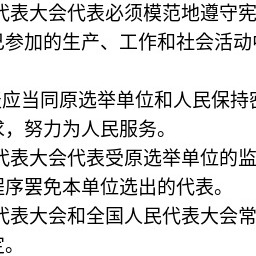 代表大会代表必须模范地遵守宪
己参加的生产、工作和社会活动中
应当同原选举单位和人民保持密
求，努力为人民服务。
代表大会代表受原选举单位的监
程序罢免本单位选出的代表。
代表大会和全国人民代表大会常
定。